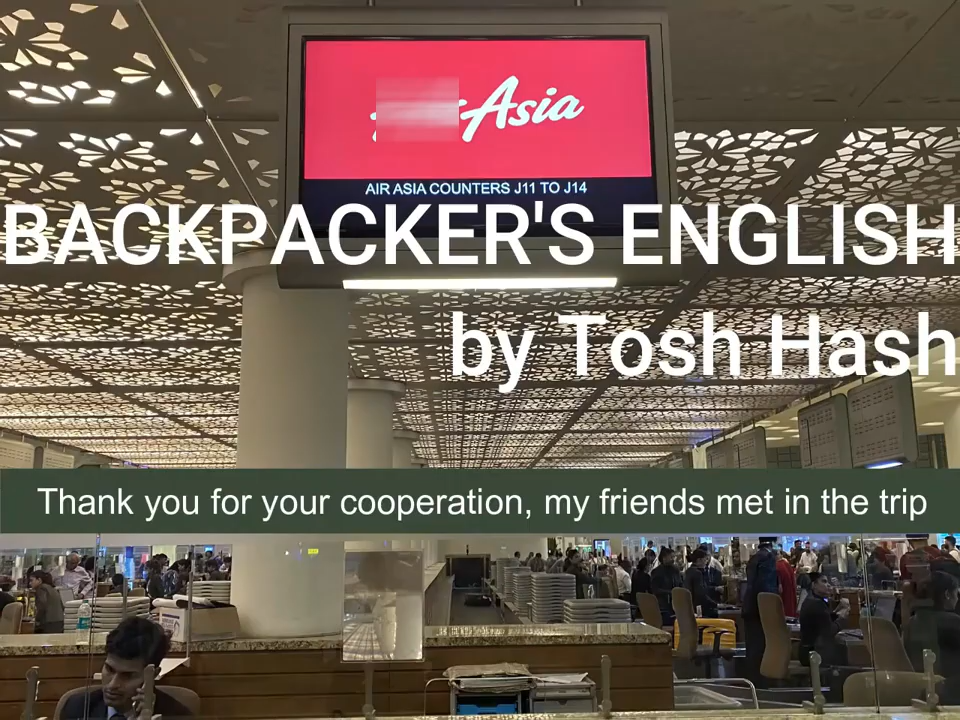 Asia
AIR ASIA COUNTERS J11 TO J14
BACKPACKER'S ENGLISH
by Tosh Hash
Thank you for your cooperation, my friends met in the trip